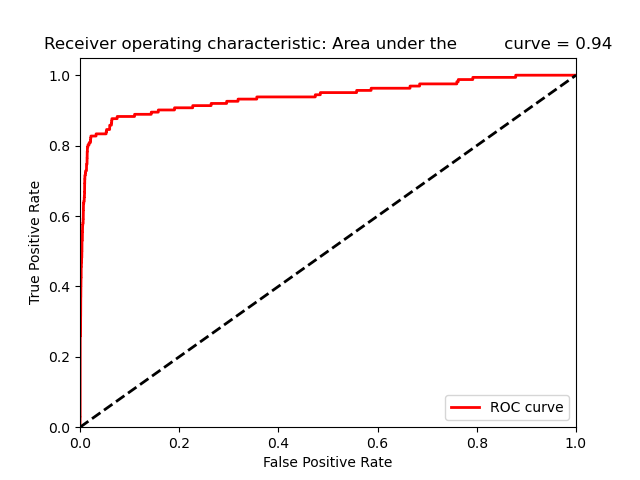 Receiver operating characteristic: Area under the curve = 0.94
1.0
0.8
0.6
0.4
0.2
0.0
True Positive Rate
ROC curve
0.0 0.2 0.4 0.6 0.8 1.0
False Positive Rate